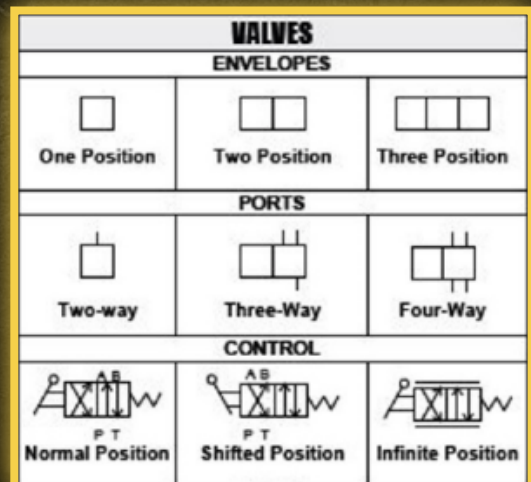 VALVES
ENVELOPES
One Position Two Position Three Position
PORTS
Two-way Three-Way Four-Way
CONTROL
A B A B
P T P T
Normal Position Shifted Position Infinite Position